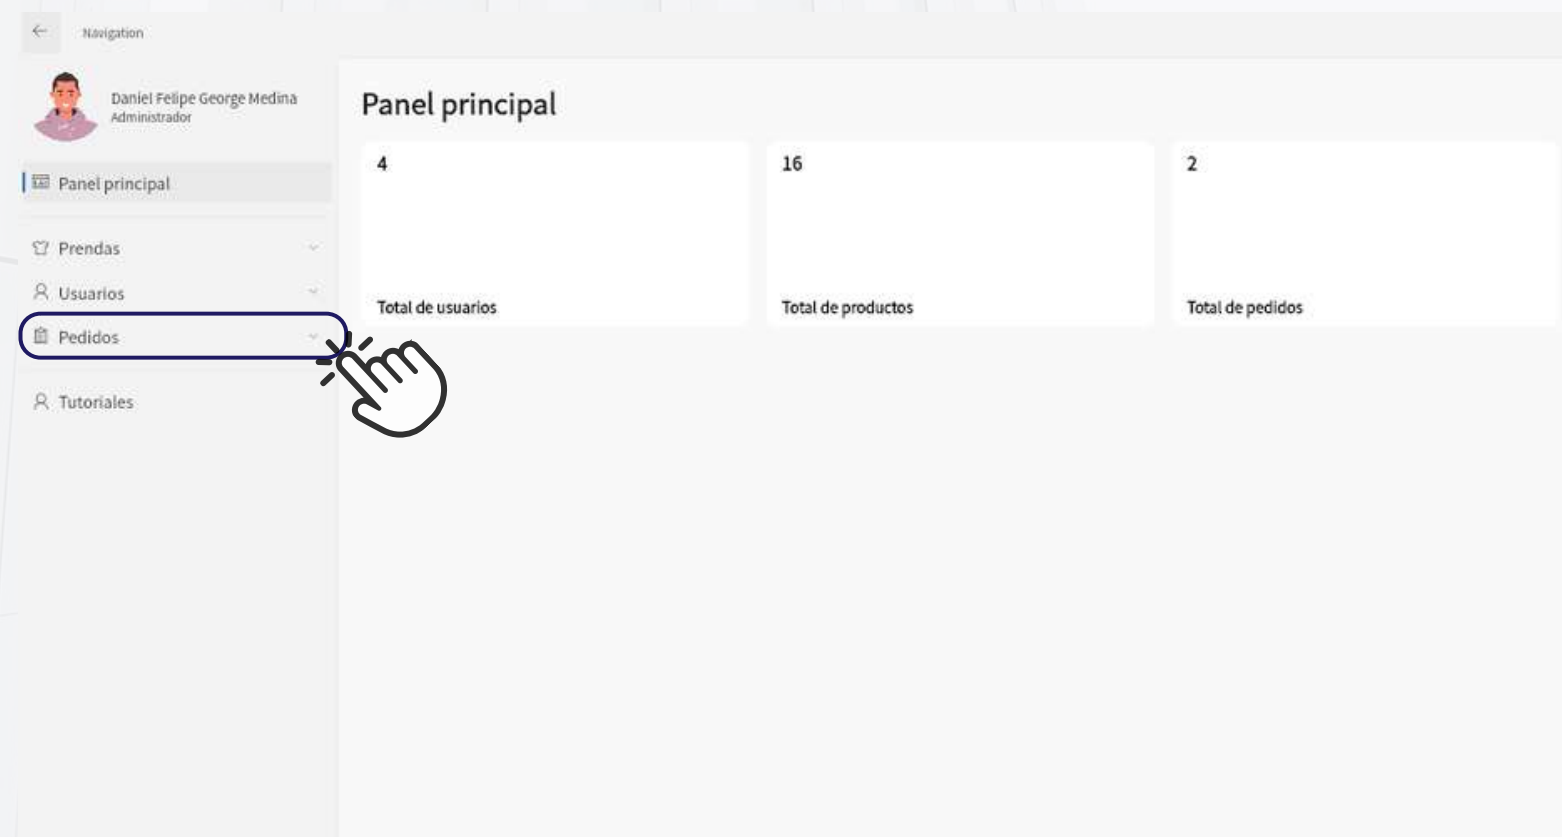 Navigation
Daniel Felipe George Medina
Administrador
Panel principal
Prendas
Usuarios
Pedidos
Tutoriales
Panel principal
4
Total de usuarios
16
Total de productos
2
Total de pedidos